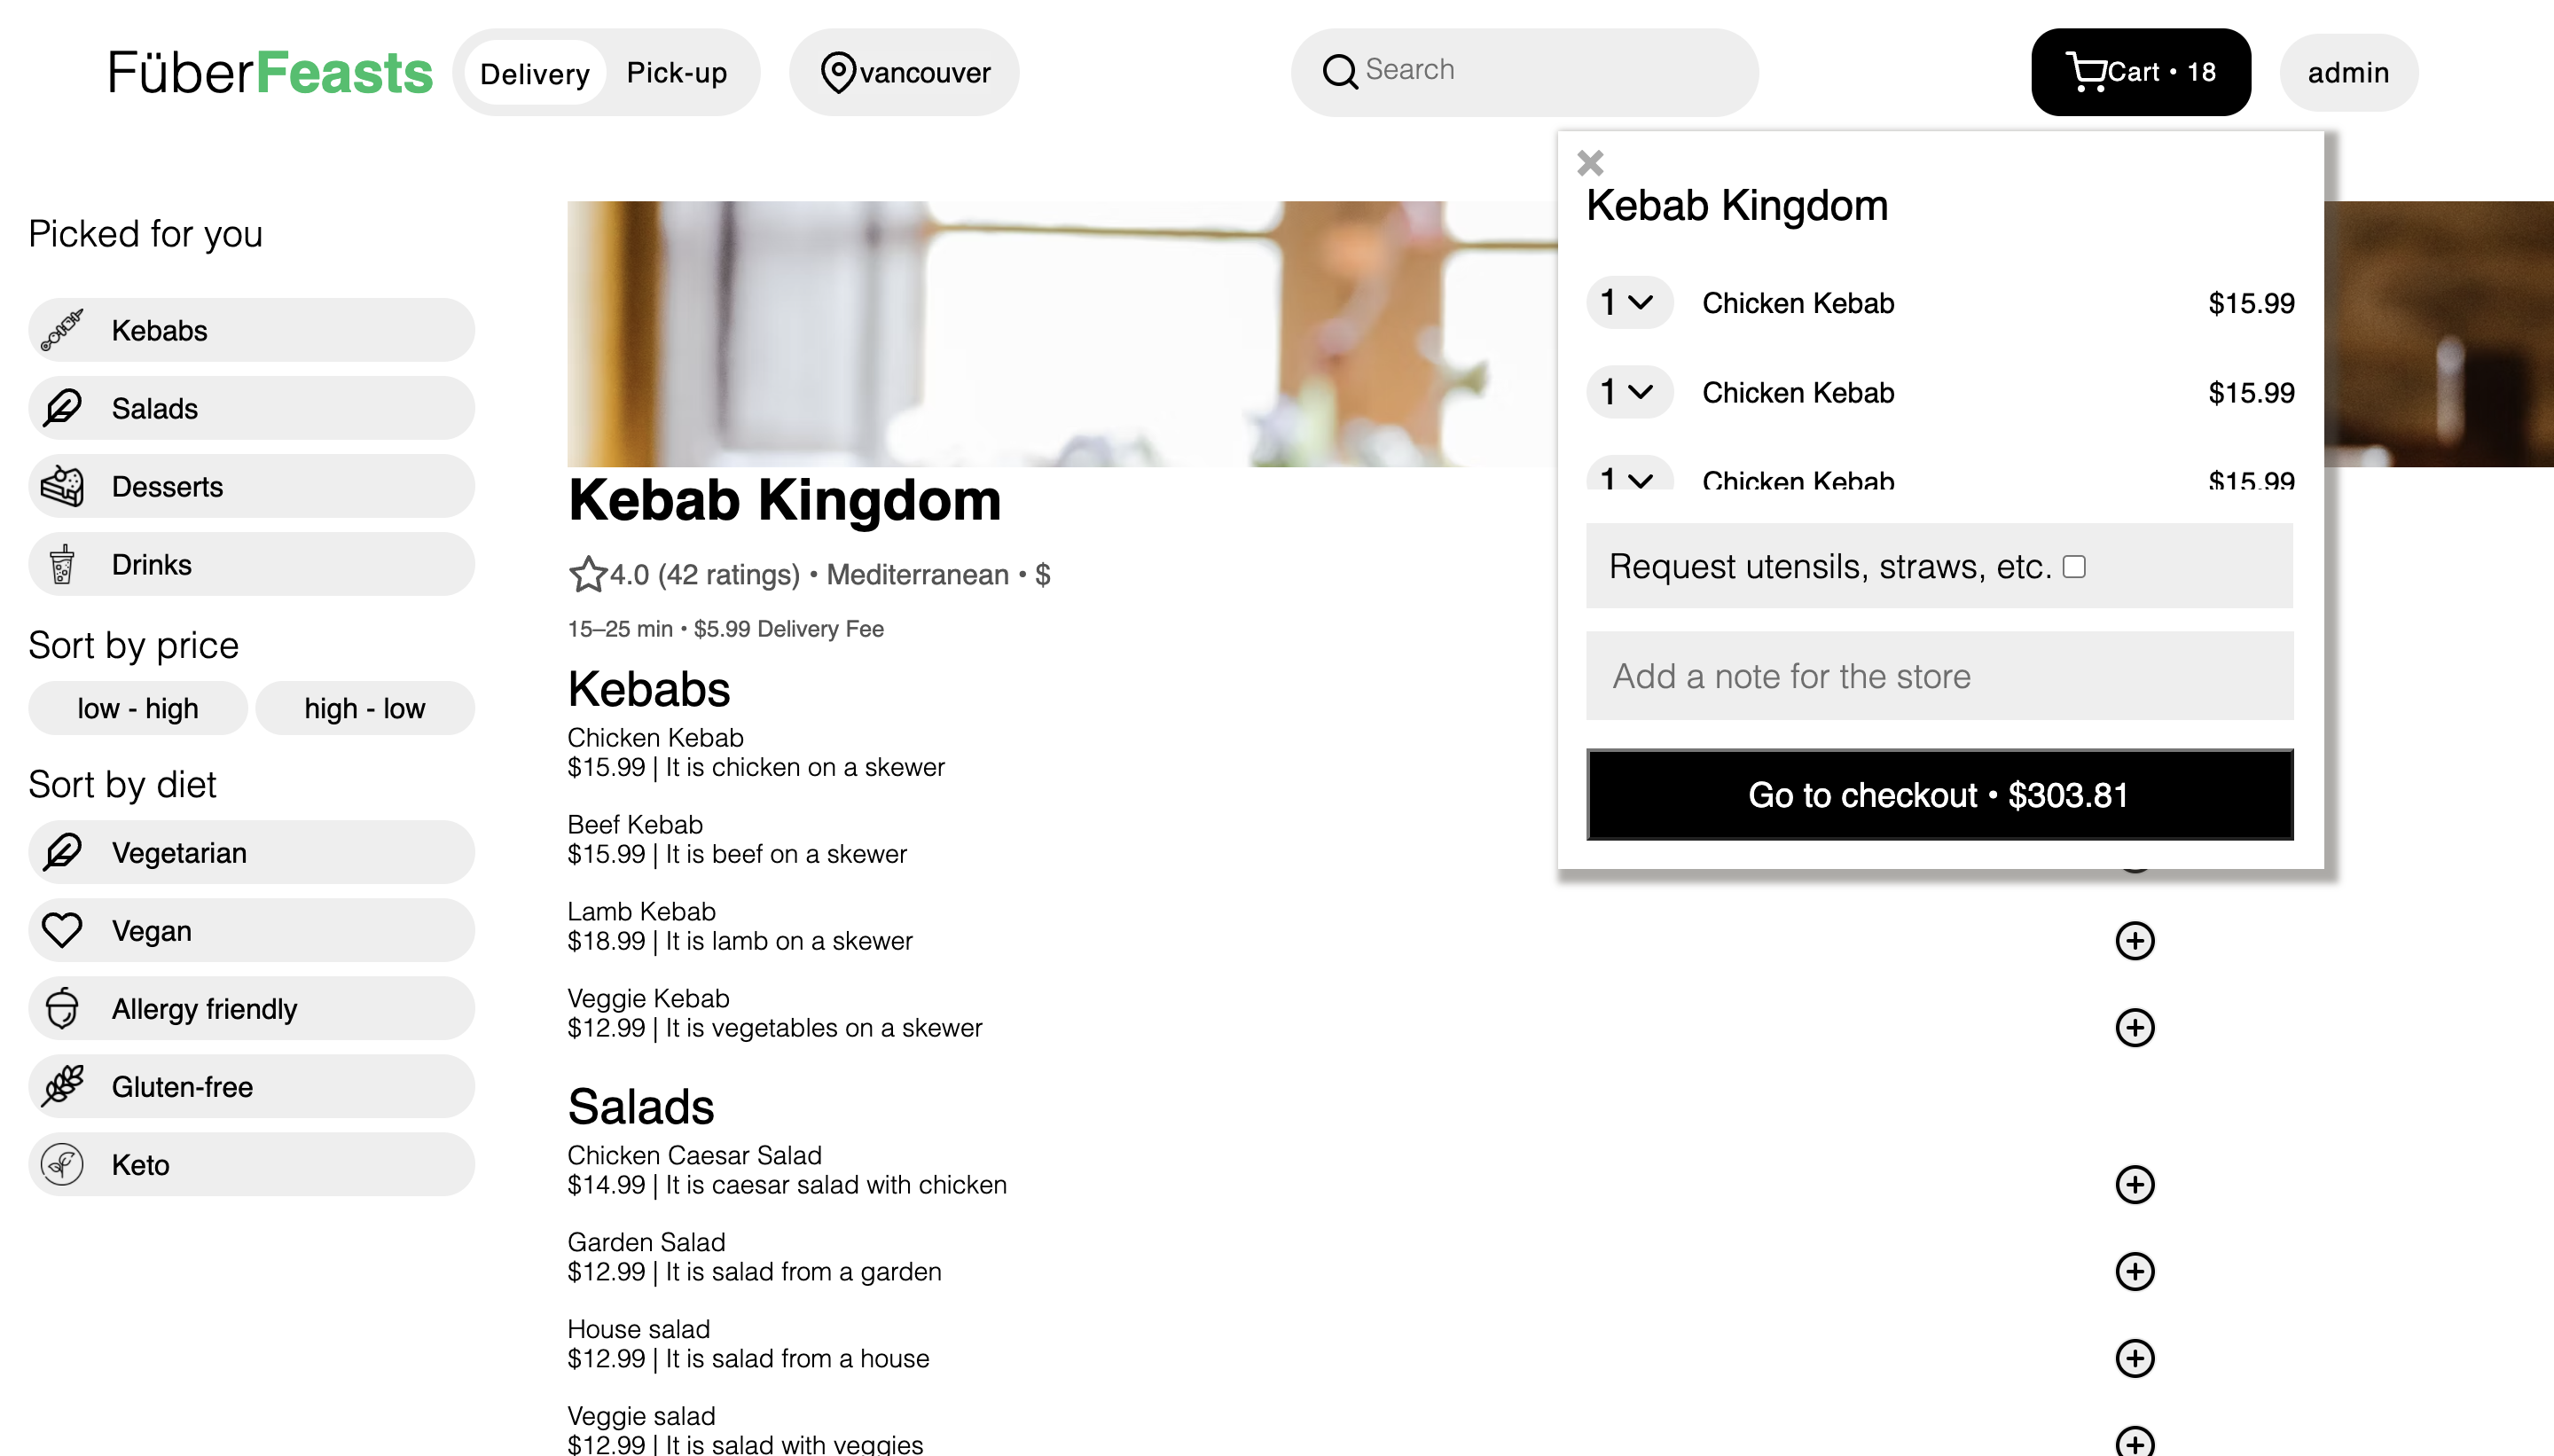 FüberFeasts
Delivery Pick-up
vancouver
Search
Cart • 18
admin
Picked for you
Kebabs
Salads
Desserts
Drinks
Sort by price
low - high high - low
Sort by diet
Vegetarian
Vegan
Allergy friendly
Gluten-free
Keto
Kebab Kingdom
4.0 (42 ratings) • Mediterranean • $
15–25 min • $5.99 Delivery Fee
Kebabs
Chicken Kebab
$15.99 | It is chicken on a skewer
Beef Kebab
$15.99 | It is beef on a skewer
Lamb Kebab
$18.99 | It is lamb on a skewer
Veggie Kebab
$12.99 | It is vegetables on a skewer
Salads
Chicken Caesar Salad
$14.99 | It is caesar salad with chicken
Garden Salad
$12.99 | It is salad from a garden
House salad
$12.99 | It is salad from a house
Veggie salad
$12.99 | It is salad with veggies
Kebab Kingdom
1 Chicken Kebab $15.99
1 Chicken Kebab $15.99
1 Chicken Kebab $15.99
Request utensils, straws, etc.
Add a note for the store
Go to checkout • $303.81